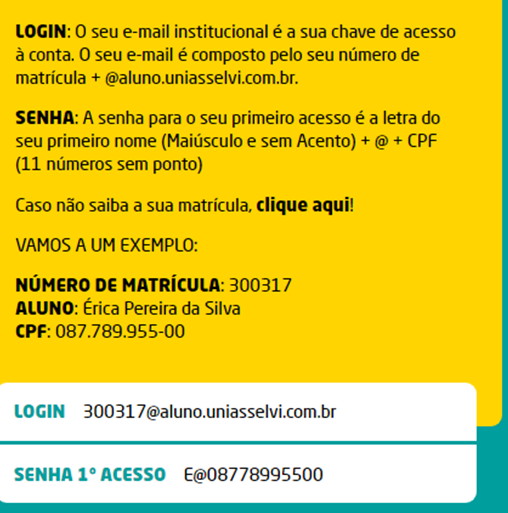 LOGIN: O seu e-mail institucional é a sua chave de acesso
à conta. O seu e-mail é composto pelo seu número de
matrícula + @aluno.uniasselvi.com.br.
SENHA: A senha para o seu primeiro acesso é a letra do
seu primeiro nome (Maiúsculo e sem Acento) + @ + CPF
(11 números sem ponto)
Caso não saiba a sua matrícula, clique aqui!
VAMOS A UM EXEMPLO:
NÚMERO DE MATRÍCULA: 300317
ALUNO: Érica Pereira da Silva
CPF: 087.789.955-00
LOGIN 300317@aluno.uniasselvi.com.br
SENHA 1º ACESSO E@08778995500